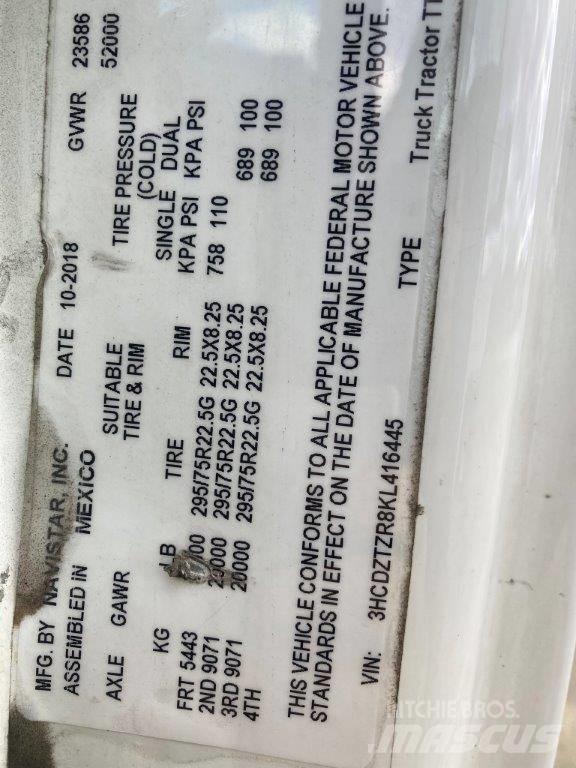 MFG. BY NAVISTAR, INC. DATE 10-2018 GVWR 23586
ASSEMBLED IN MEXICO 52000
AXLE GAWR SUITABLE TIRE PRESSURE
TIRE & RIM (COLD)
SINGLE DUAL
KG LB TIRE RIM KPA PSI KPA PSI
FRT 5443 295/75R22.5G 22.5X8.25 758 110
2ND 9071 20000 295/75R22.5G 22.5X8.25 689 100
3RD 9071 20000 295/75R22.5G 22.5X8.25 689 100
4TH
THIS VEHICLE CONFORMS TO ALL APPLICABLE FEDERAL MOTOR VEHICLE
STANDARDS IN EFFECT ON THE DATE OF MANUFACTURE SHOWN ABOVE.
VIN: 3HCDZTZR8KL416445 TYPE Truck Tractor
RITCHIE BROS.
MASCUS